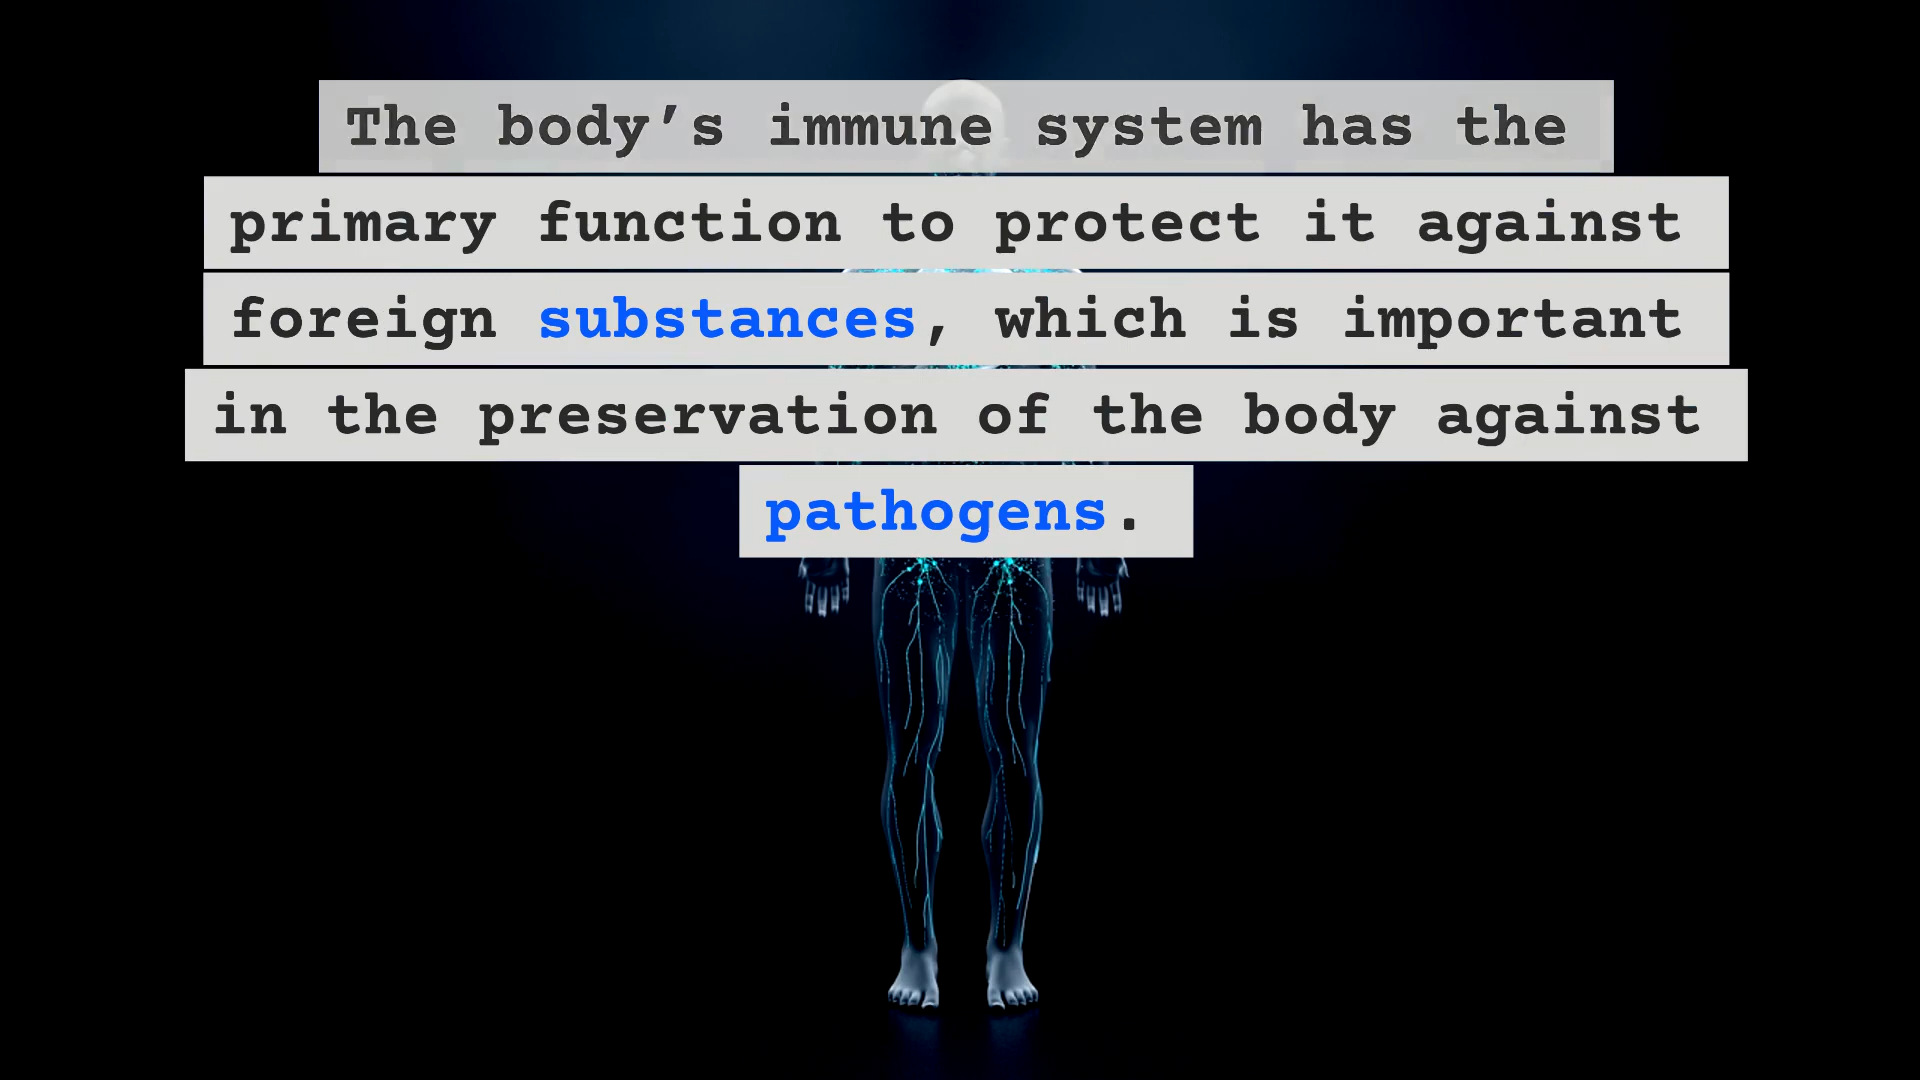 The body’s immune system has the
primary function to protect it against
foreign substances, which is important
in the preservation of the body against
pathogens.